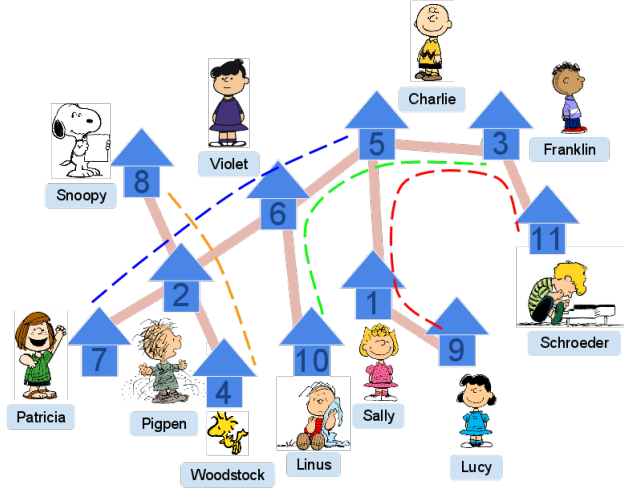 Charlie
5
3
Franklin
Violet
Snoopy
8
6
11
2
1
Schroeder
7
4
10
9
Patricia
Pigpen
Sally
Woodstock
Linus
Lucy